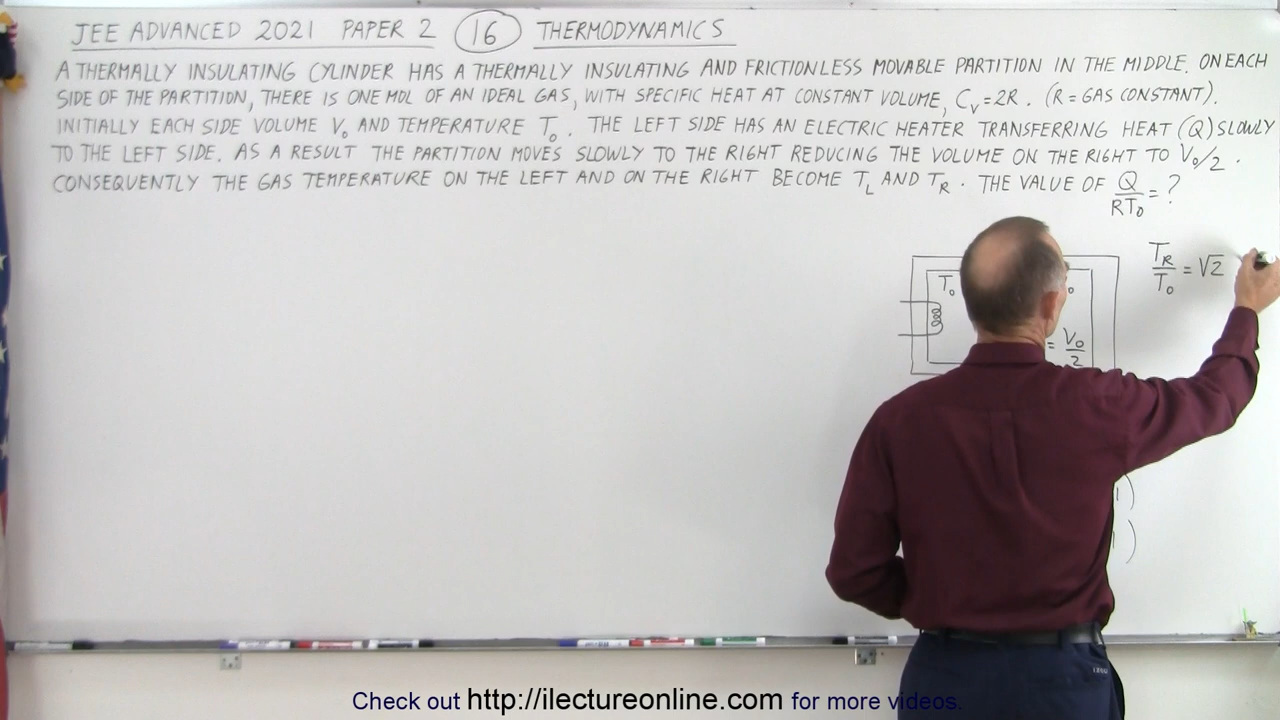 JEE ADVANCED 2021 PAPER 2 16 THERMODYNAMICS
A THERMALLY INSULATING CYLINDER HAS A THERMALLY INSULATING AND FRICTIONLESS MOVABLE PARTITION IN THE MIDDLE. ON EACH
SIDE OF THE PARTITION, THERE IS ONE MOL OF AN IDEAL GAS, WITH SPECIFIC HEAT AT CONSTANT VOLUME, Cv=2R. (R=GAS CONSTANT).
INITIALLY EACH SIDE VOLUME V₀ AND TEMPERATURE T₀. THE LEFT SIDE HAS AN ELECTRIC HEATER TRANSFERRING HEAT (Q) SLOWLY
TO THE LEFT SIDE. AS A RESULT THE PARTITION MOVES SLOWLY TO THE RIGHT REDUCING THE VOLUME ON THE RIGHT TO V₀/2.
CONSEQUENTLY THE GAS TEMPERATURE ON THE LEFT AND ON THE RIGHT BECOME T_L AND T_R. THE VALUE OF Q/RT₀ = ?
T_R/T₀ = √2
T₀ ₀
= V₀/2
)
)
Check out http://ilectureonline.com for more videos.